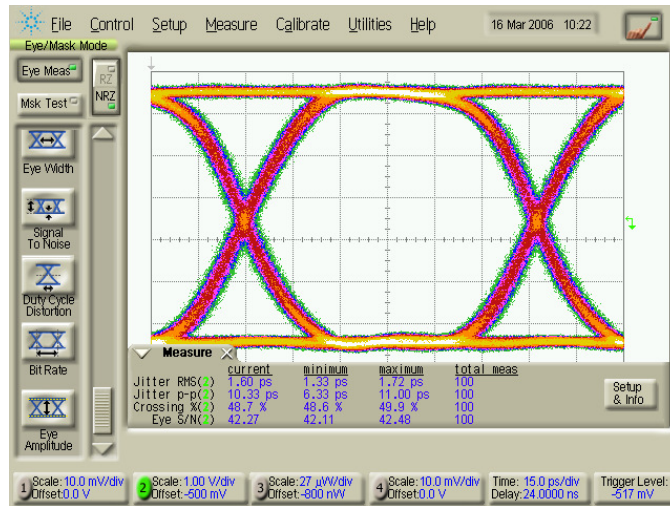 File Control Setup Measure Calibrate Utilities Help 16 Mar 2006 10:22
Eye/Mask Mode
Eye Meas
RZ
Msk Test
NRZ
Eye Width
Signal
To Noise
Duty Cycle
Distortion
Bit Rate
Eye
Amplitude
Measure
current minimum maximum total meas
Jitter RMS(2) 1.60 ps 1.33 ps 1.72 ps 100
Jitter p-p(2) 10.33 ps 6.33 ps 11.00 ps 100
Crossing %(2) 48.7 % 48.6 % 49.9 % 100
Eye S/N(2) 42.27 42.11 42.48 100
Setup
& Info
1 Scale:10.0 mV/div
Offset:0.0 V
2 Scale:1.00 V/div
Offset:-500 mV
3 Scale:27 µW/div
Offset:-800 nW
4 Scale:10.0 mV/div
Offset:0.0 V
Time: 15.0 ps/div
Delay:24.0000 ns
Trigger Level:
-517 mV